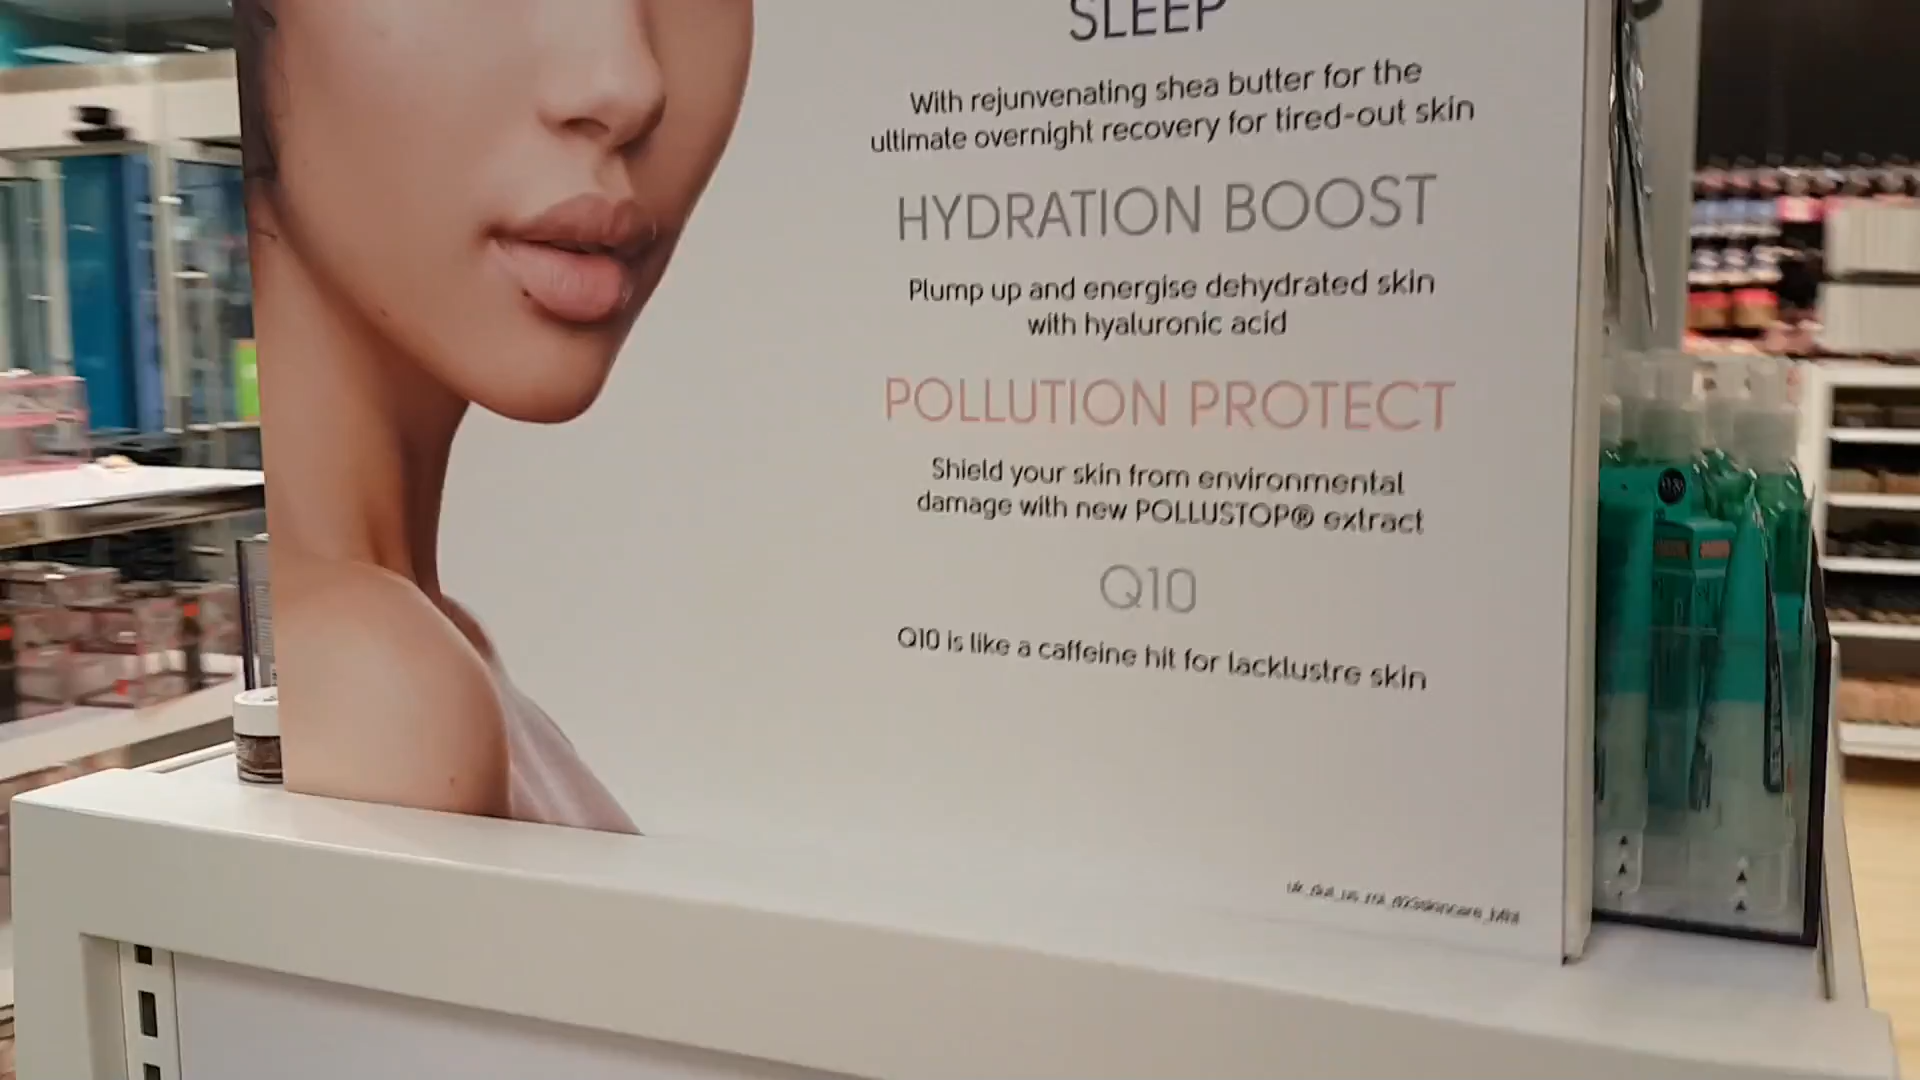 SLEEP
With rejunvenating shea butter for the
ultimate overnight recovery for tired-out skin
HYDRATION BOOST
Plump up and energise dehydrated skin
with hyaluronic acid
POLLUTION PROTECT
Shield your skin from environmental
damage with new POLLUSTOP® extract
Q10
Q10 is like a caffeine hit for lacklustre skin